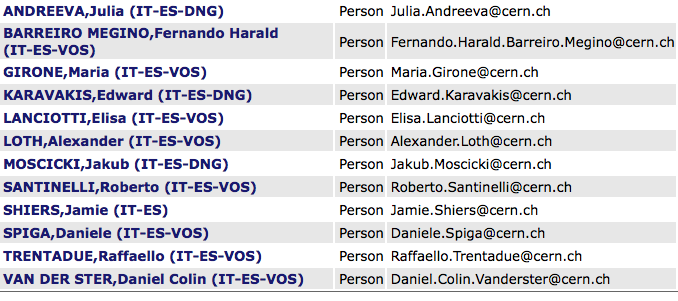 ANDREEVA,Julia (IT-ES-DNG) Person Julia.Andreeva@cern.ch
BARREIRO MEGINO,Fernando Harald
(IT-ES-VOS) Person Fernando.Harald.Barreiro.Megino@cern.ch
GIRONE,Maria (IT-ES-VOS) Person Maria.Girone@cern.ch
KARAVAKIS,Edward (IT-ES-DNG) Person Edward.Karavakis@cern.ch
LANCIOTTI,Elisa (IT-ES-VOS) Person Elisa.Lanciotti@cern.ch
LOTH,Alexander (IT-ES-VOS) Person Alexander.Loth@cern.ch
MOSCICKI,Jakub (IT-ES-DNG) Person Jakub.Moscicki@cern.ch
SANTINELLI,Roberto (IT-ES-VOS) Person Roberto.Santinelli@cern.ch
SHIERS,Jamie (IT-ES) Person Jamie.Shiers@cern.ch
SPIGA,Daniele (IT-ES-VOS) Person Daniele.Spiga@cern.ch
TRENTADUE,Raffaello (IT-ES-VOS) Person Raffaello.Trentadue@cern.ch
VAN DER STER,Daniel Colin (IT-ES-VOS) Person Daniel.Colin.Vanderster@cern.ch